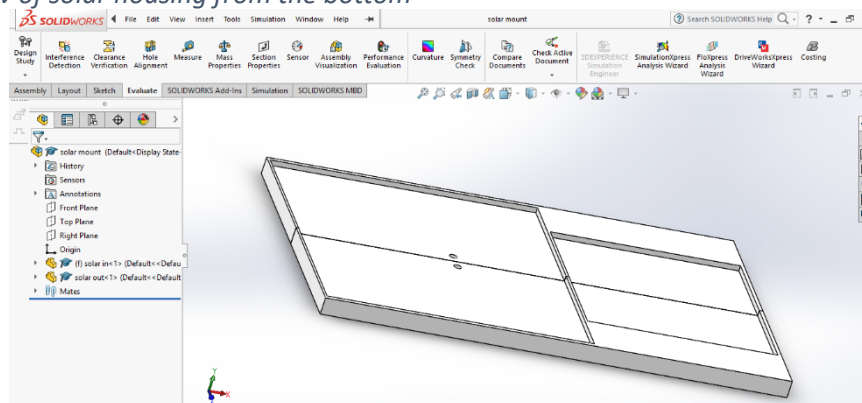 of solar housing from the bottom
SOLIDWORKS File Edit View Insert Tools Simulation Window Help solar mount Search SOLIDWORKS Help
Design Study
Interference Detection
Clearance Verification
Hole Alignment
Measure
Mass Properties
Section Properties
Sensor
Assembly Visualization
Performance Evaluation
Curvature
Symmetry Check
Compare Documents
Check Active Document
3DEXPERIENCE Simulation Engineer
SimulationXpress Analysis Wizard
FloXpress Analysis Wizard
DriveWorksXpress Wizard
Costing
Assembly Layout Sketch Evaluate SOLIDWORKS Add-Ins Simulation SOLIDWORKS MBD
solar mount (Default<Display State-
History
Sensors
Annotations
Front Plane
Top Plane
Right Plane
Origin
(f) solar in<1> (Default<<Defau
solar out<1> (Default<<Default
Mates
Y
X